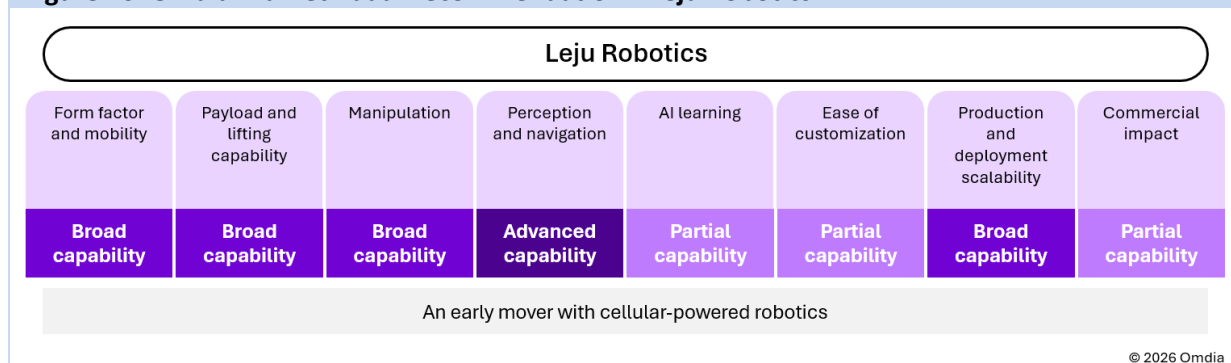 Leju Robotics
Form factor
and mobility
Payload and
lifting
capability
Manipulation
Perception
and navigation
AI learning
Ease of
customization
Production
and
deployment
scalability
Commercial
impact
Broad
capability
Broad
capability
Broad
capability
Advanced
capability
Partial
capability
Partial
capability
Broad
capability
Partial
capability
An early mover with cellular-powered robotics
© 2026 Omdia